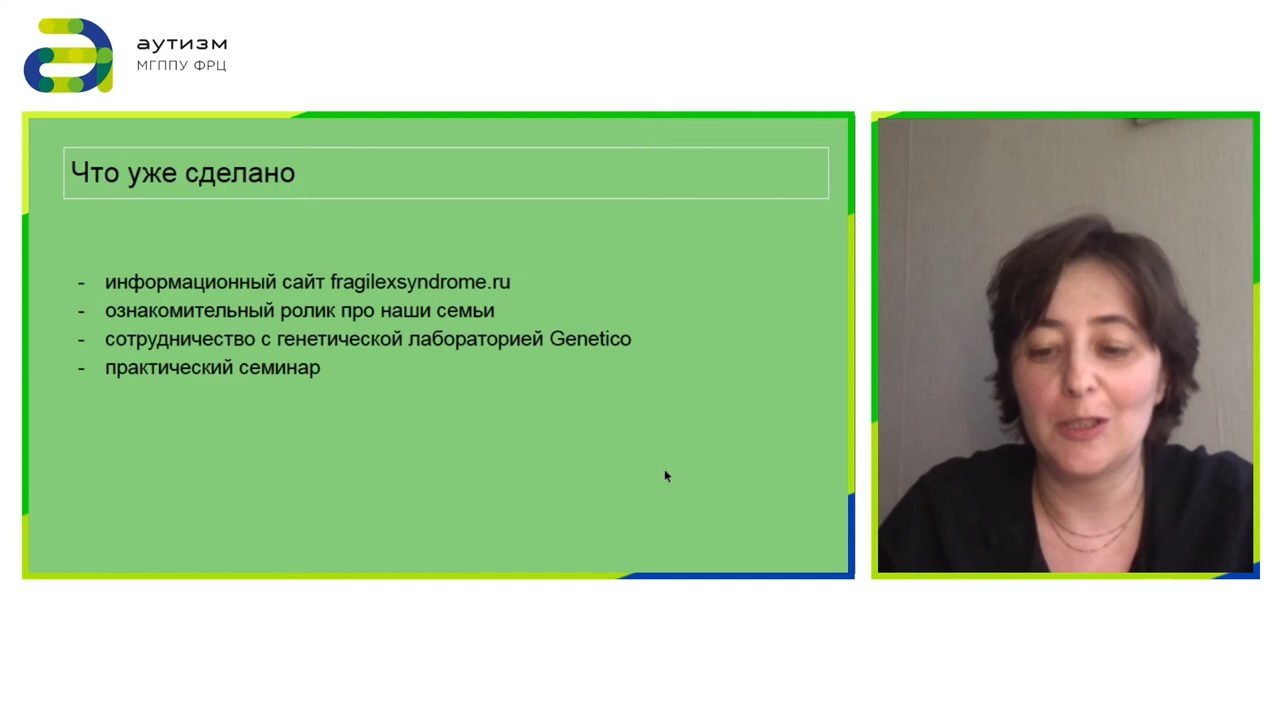 аутизм
МГППУ ФРЦ
Что уже сделано
- информационный сайт fragilexsyndrome.ru
- ознакомительный ролик про наши семьи
- сотрудничество с генетической лабораторией Genetico
- практический семинар